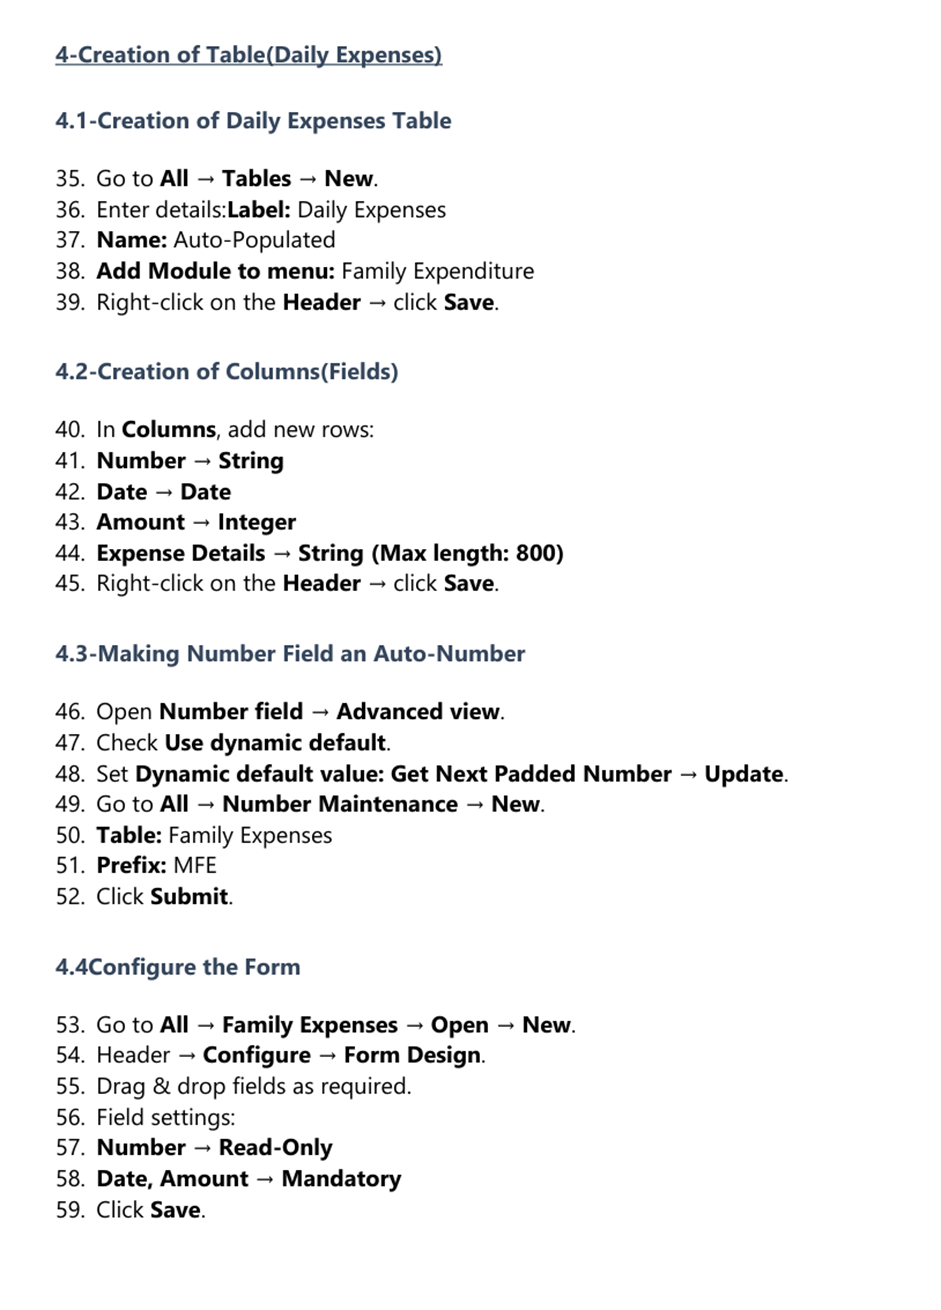 4-Creation of Table(Daily Expenses)
4.1-Creation of Daily Expenses Table
35. Go to All → Tables → New.
36. Enter details:Label: Daily Expenses
37. Name: Auto-Populated
38. Add Module to menu: Family Expenditure
39. Right-click on the Header → click Save.
4.2-Creation of Columns(Fields)
40. In Columns, add new rows:
41. Number → String
42. Date → Date
43. Amount → Integer
44. Expense Details → String (Max length: 800)
45. Right-click on the Header → click Save.
4.3-Making Number Field an Auto-Number
46. Open Number field → Advanced view.
47. Check Use dynamic default.
48. Set Dynamic default value: Get Next Padded Number → Update.
49. Go to All → Number Maintenance → New.
50. Table: Family Expenses
51. Prefix: MFE
52. Click Submit.
4.4Configure the Form
53. Go to All → Family Expenses → Open → New.
54. Header → Configure → Form Design.
55. Drag & drop fields as required.
56. Field settings:
57. Number → Read-Only
58. Date, Amount → Mandatory
59. Click Save.